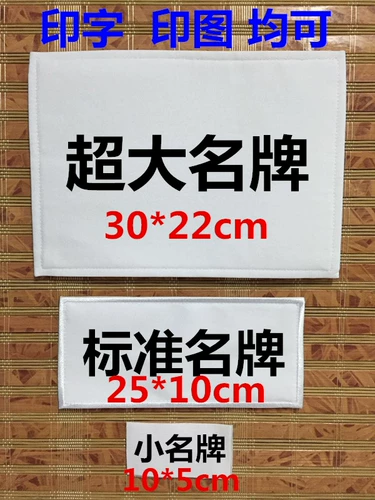 印字 印图 均可
超大名牌
30*22cm
标准名牌
25*10cm
小名牌
10*5cm